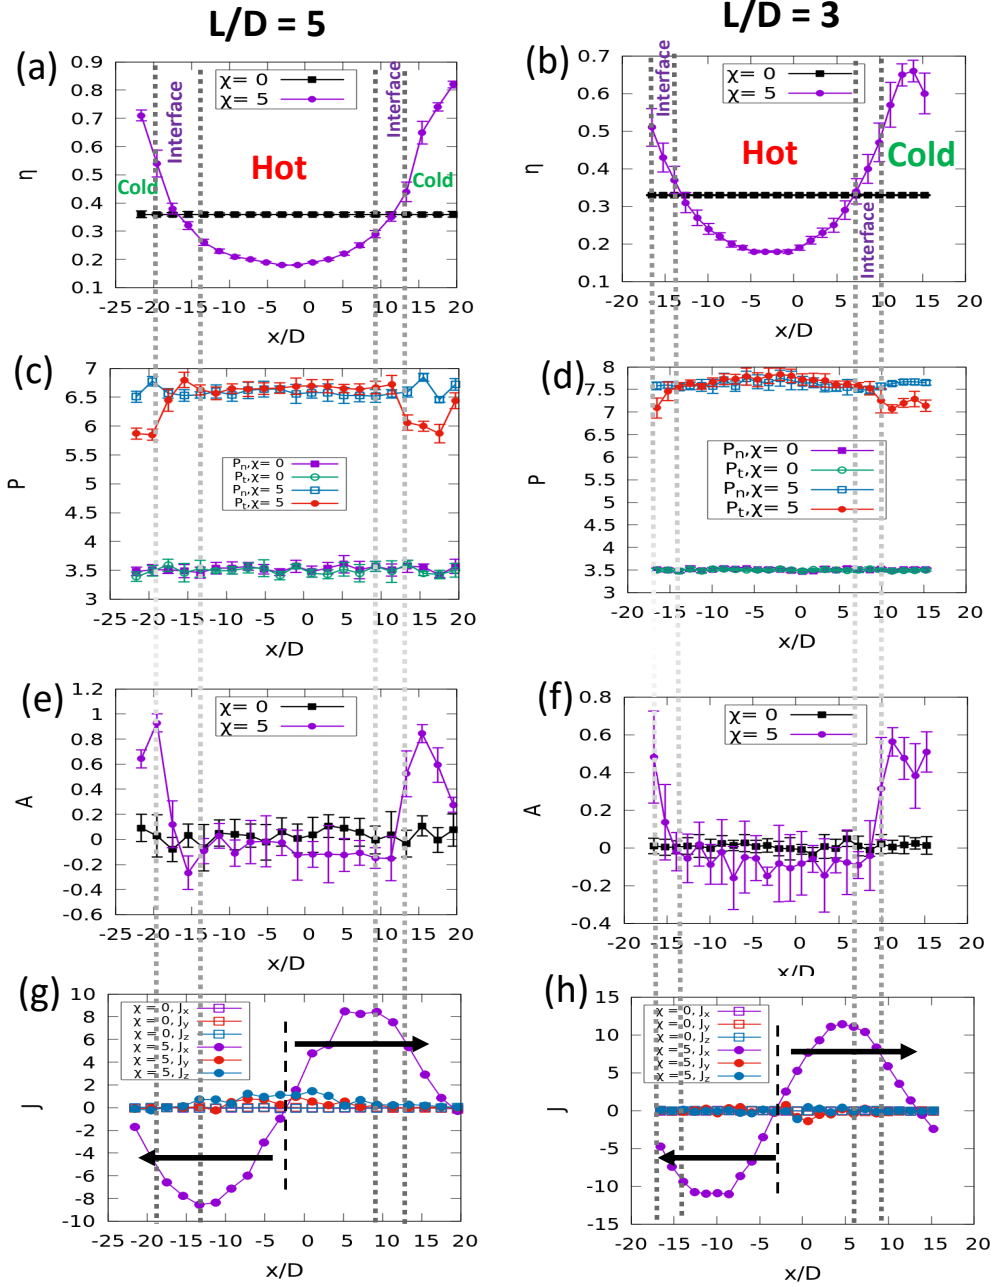 L/D = 5
L/D = 3
(a)
0.9
0.8
0.7
0.6
0.5
0.4
0.3
0.2
0.1
η
χ= 0
χ= 5
Interface
Interface
Hot
Cold
Cold
-25 -20 -15 -10 -5 0 5 10 15 20
x/D
(b)
0.7
0.6
0.5
0.4
0.3
0.2
0.1
η
χ= 0
χ= 5
Interface
Hot
Cold
Interface
-20 -15 -10 -5 0 5 10 15 20
x/D
(c)
7
6.5
6
5.5
5
4.5
4
3.5
3
P
Pn,χ= 0
Pt,χ= 0
Pn,χ= 5
Pt,χ= 5
-25 -20 -15 -10 -5 0 5 10 15 20
x/D
(d)
8
7.5
7
6.5
6
5.5
5
4.5
4
3.5
3
P
Pn,χ= 0
Pt,χ= 0
Pn,χ= 5
Pt,χ= 5
-20 -15 -10 -5 0 5 10 15 20
x/D
(e)
1.2
1
0.8
0.6
0.4
0.2
0
-0.2
-0.4
-0.6
A
χ= 0
χ= 5
-25 -20 -15 -10 -5 0 5 10 15 20
x/D
(f)
0.8
0.6
0.4
0.2
0
-0.2
-0.4
A
χ= 0
χ= 5
-20 -15 -10 -5 0 5 10 15 20
x/D
(g)
10
8
6
4
2
0
-2
-4
-6
-8
-10
J
χ = 0, Jx
χ = 0, Jy
χ = 0, Jz
χ = 5, Jx
χ = 5, Jy
χ = 5, Jz
-25 -20 -15 -10 -5 0 5 10 15 20
x/D
(h)
15
10
5
0
-5
-10
-15
J
χ = 0, Jx
χ = 0, Jy
χ = 0, Jz
χ = 5, Jx
χ = 5, Jy
χ = 5, Jz
-20 -15 -10 -5 0 5 10 15 20
x/D